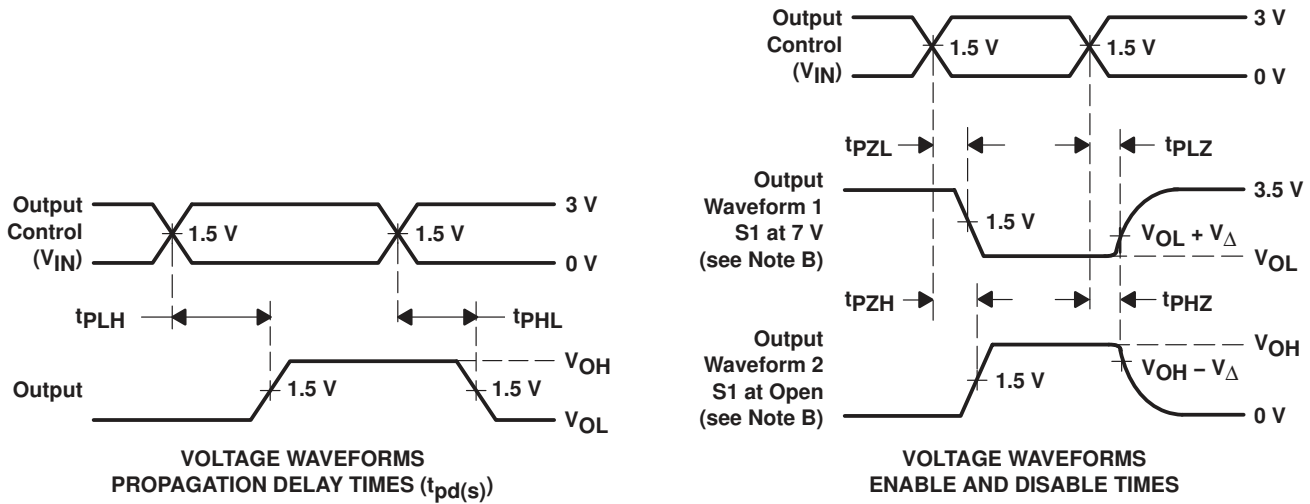 Output
Control
(VIN)
3 V
1.5 V
1.5 V
0 V
tPLH
tPHL
Output
VOH
1.5 V
1.5 V
VOL
VOLTAGE WAVEFORMS
PROPAGATION DELAY TIMES (tpd(s))
Output
Control
(VIN)
3 V
1.5 V
1.5 V
0 V
tPZL
tPLZ
Output
Waveform 1
S1 at 7 V
(see Note B)
3.5 V
1.5 V
VOL + VΔ
VOL
tPZH
tPHZ
Output
Waveform 2
S1 at Open
(see Note B)
VOH
1.5 V
VOH – VΔ
0 V
VOLTAGE WAVEFORMS
ENABLE AND DISABLE TIMES